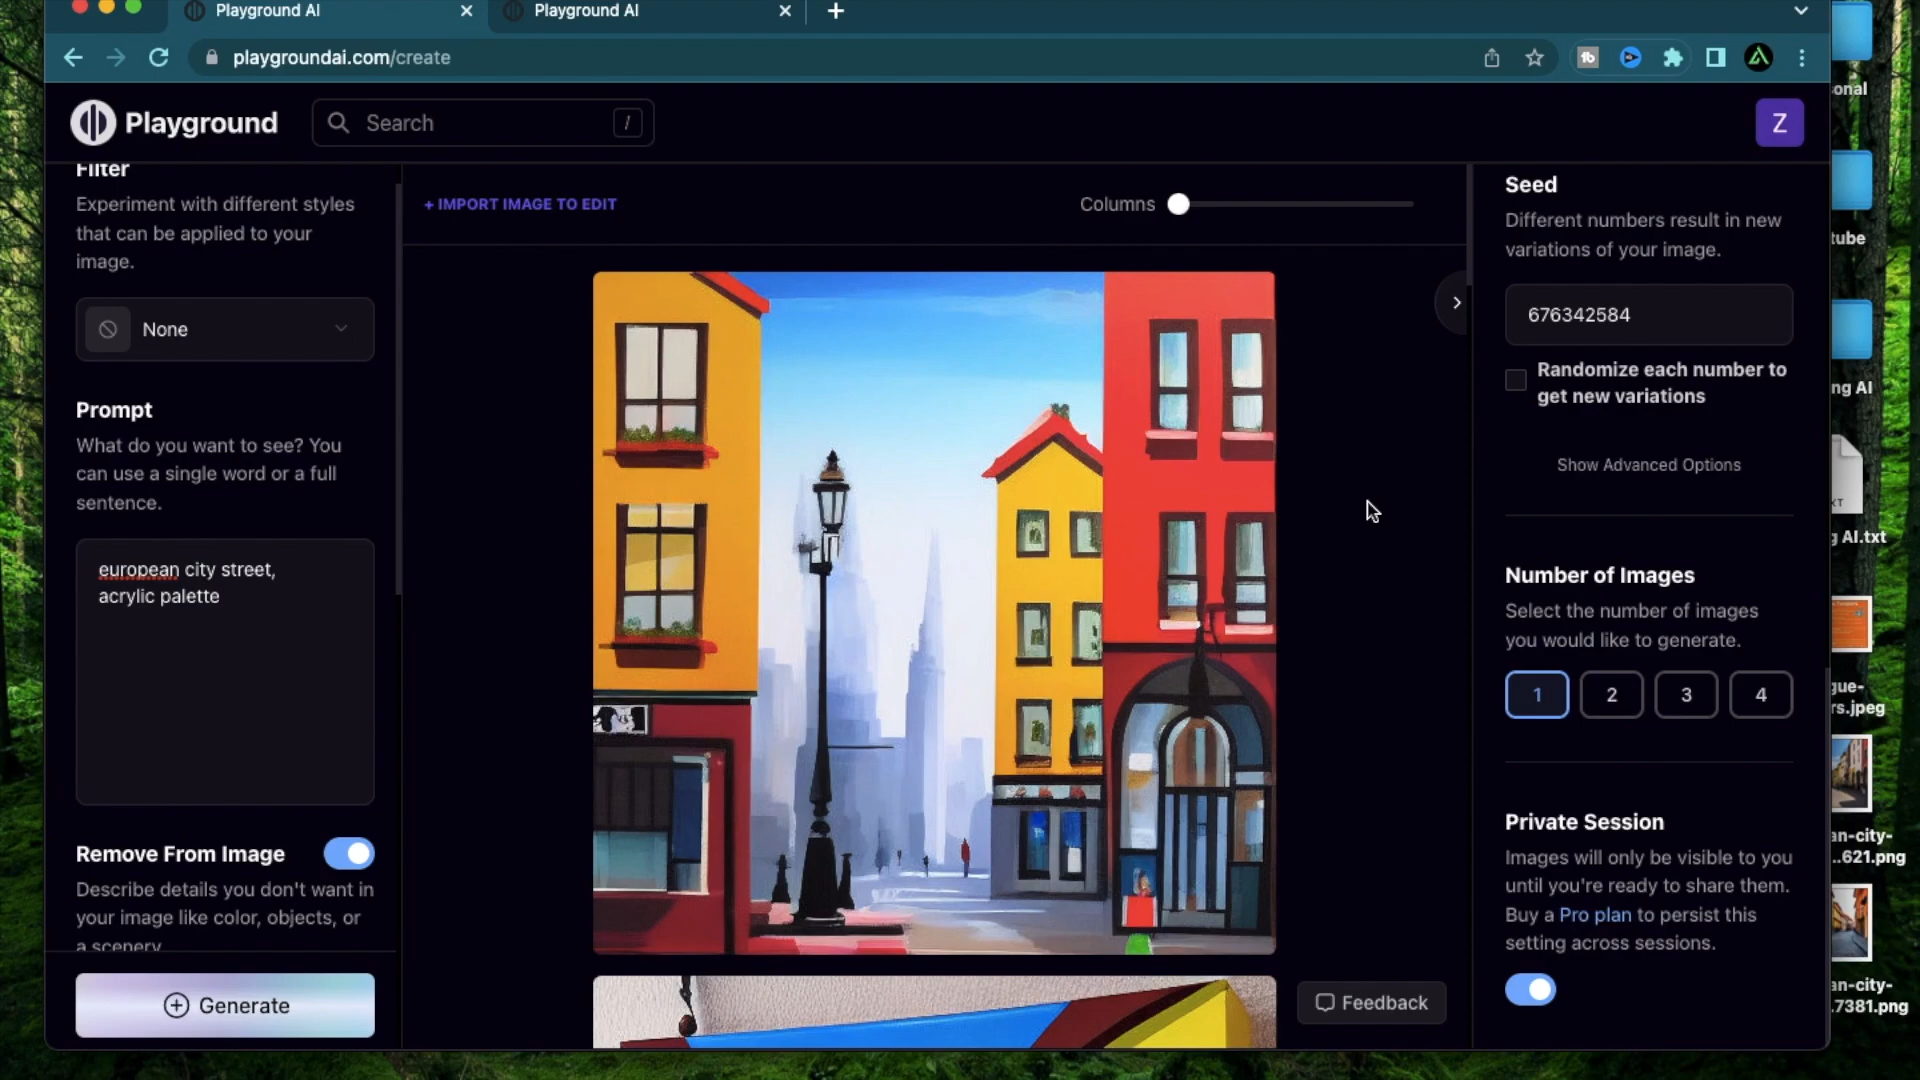 Playground AI
Playground AI
playgroundai.com/create
Playground
Search
/
Z
Filter
Experiment with different styles
that can be applied to your
image.
None
Prompt
What do you want to see? You
can use a single word or a full
sentence.
european city street,
acrylic palette
Remove From Image
Describe details you don't want in
your image like color, objects, or
a scenery
Generate
+ IMPORT IMAGE TO EDIT
Columns
Feedback
Seed
Different numbers result in new
variations of your image.
676342584
Randomize each number to
get new variations
Show Advanced Options
Number of Images
Select the number of images
you would like to generate.
1 2 3 4
Private Session
Images will only be visible to you
until you're ready to share them.
Buy a Pro plan to persist this
setting across sessions.
onal
tube
ng AI
g AI.txt
gue-
rs.jpeg
an-city-
..621.png
an-city-
.7381.png